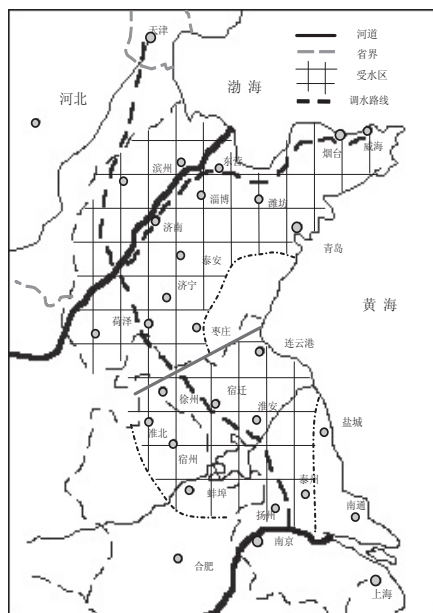 天津
河道
省界
受水区
调水路线
河北
渤 海
烟台
威海
滨州
东营
淄博
潍坊
济南
青岛
泰安
济宁
黄 海
荷泽
枣庄
连云港
徐州
宿迁
淮安
淮北
盐城
宿州
蚌埠
泰州
扬州
南通
南京
合肥
上海